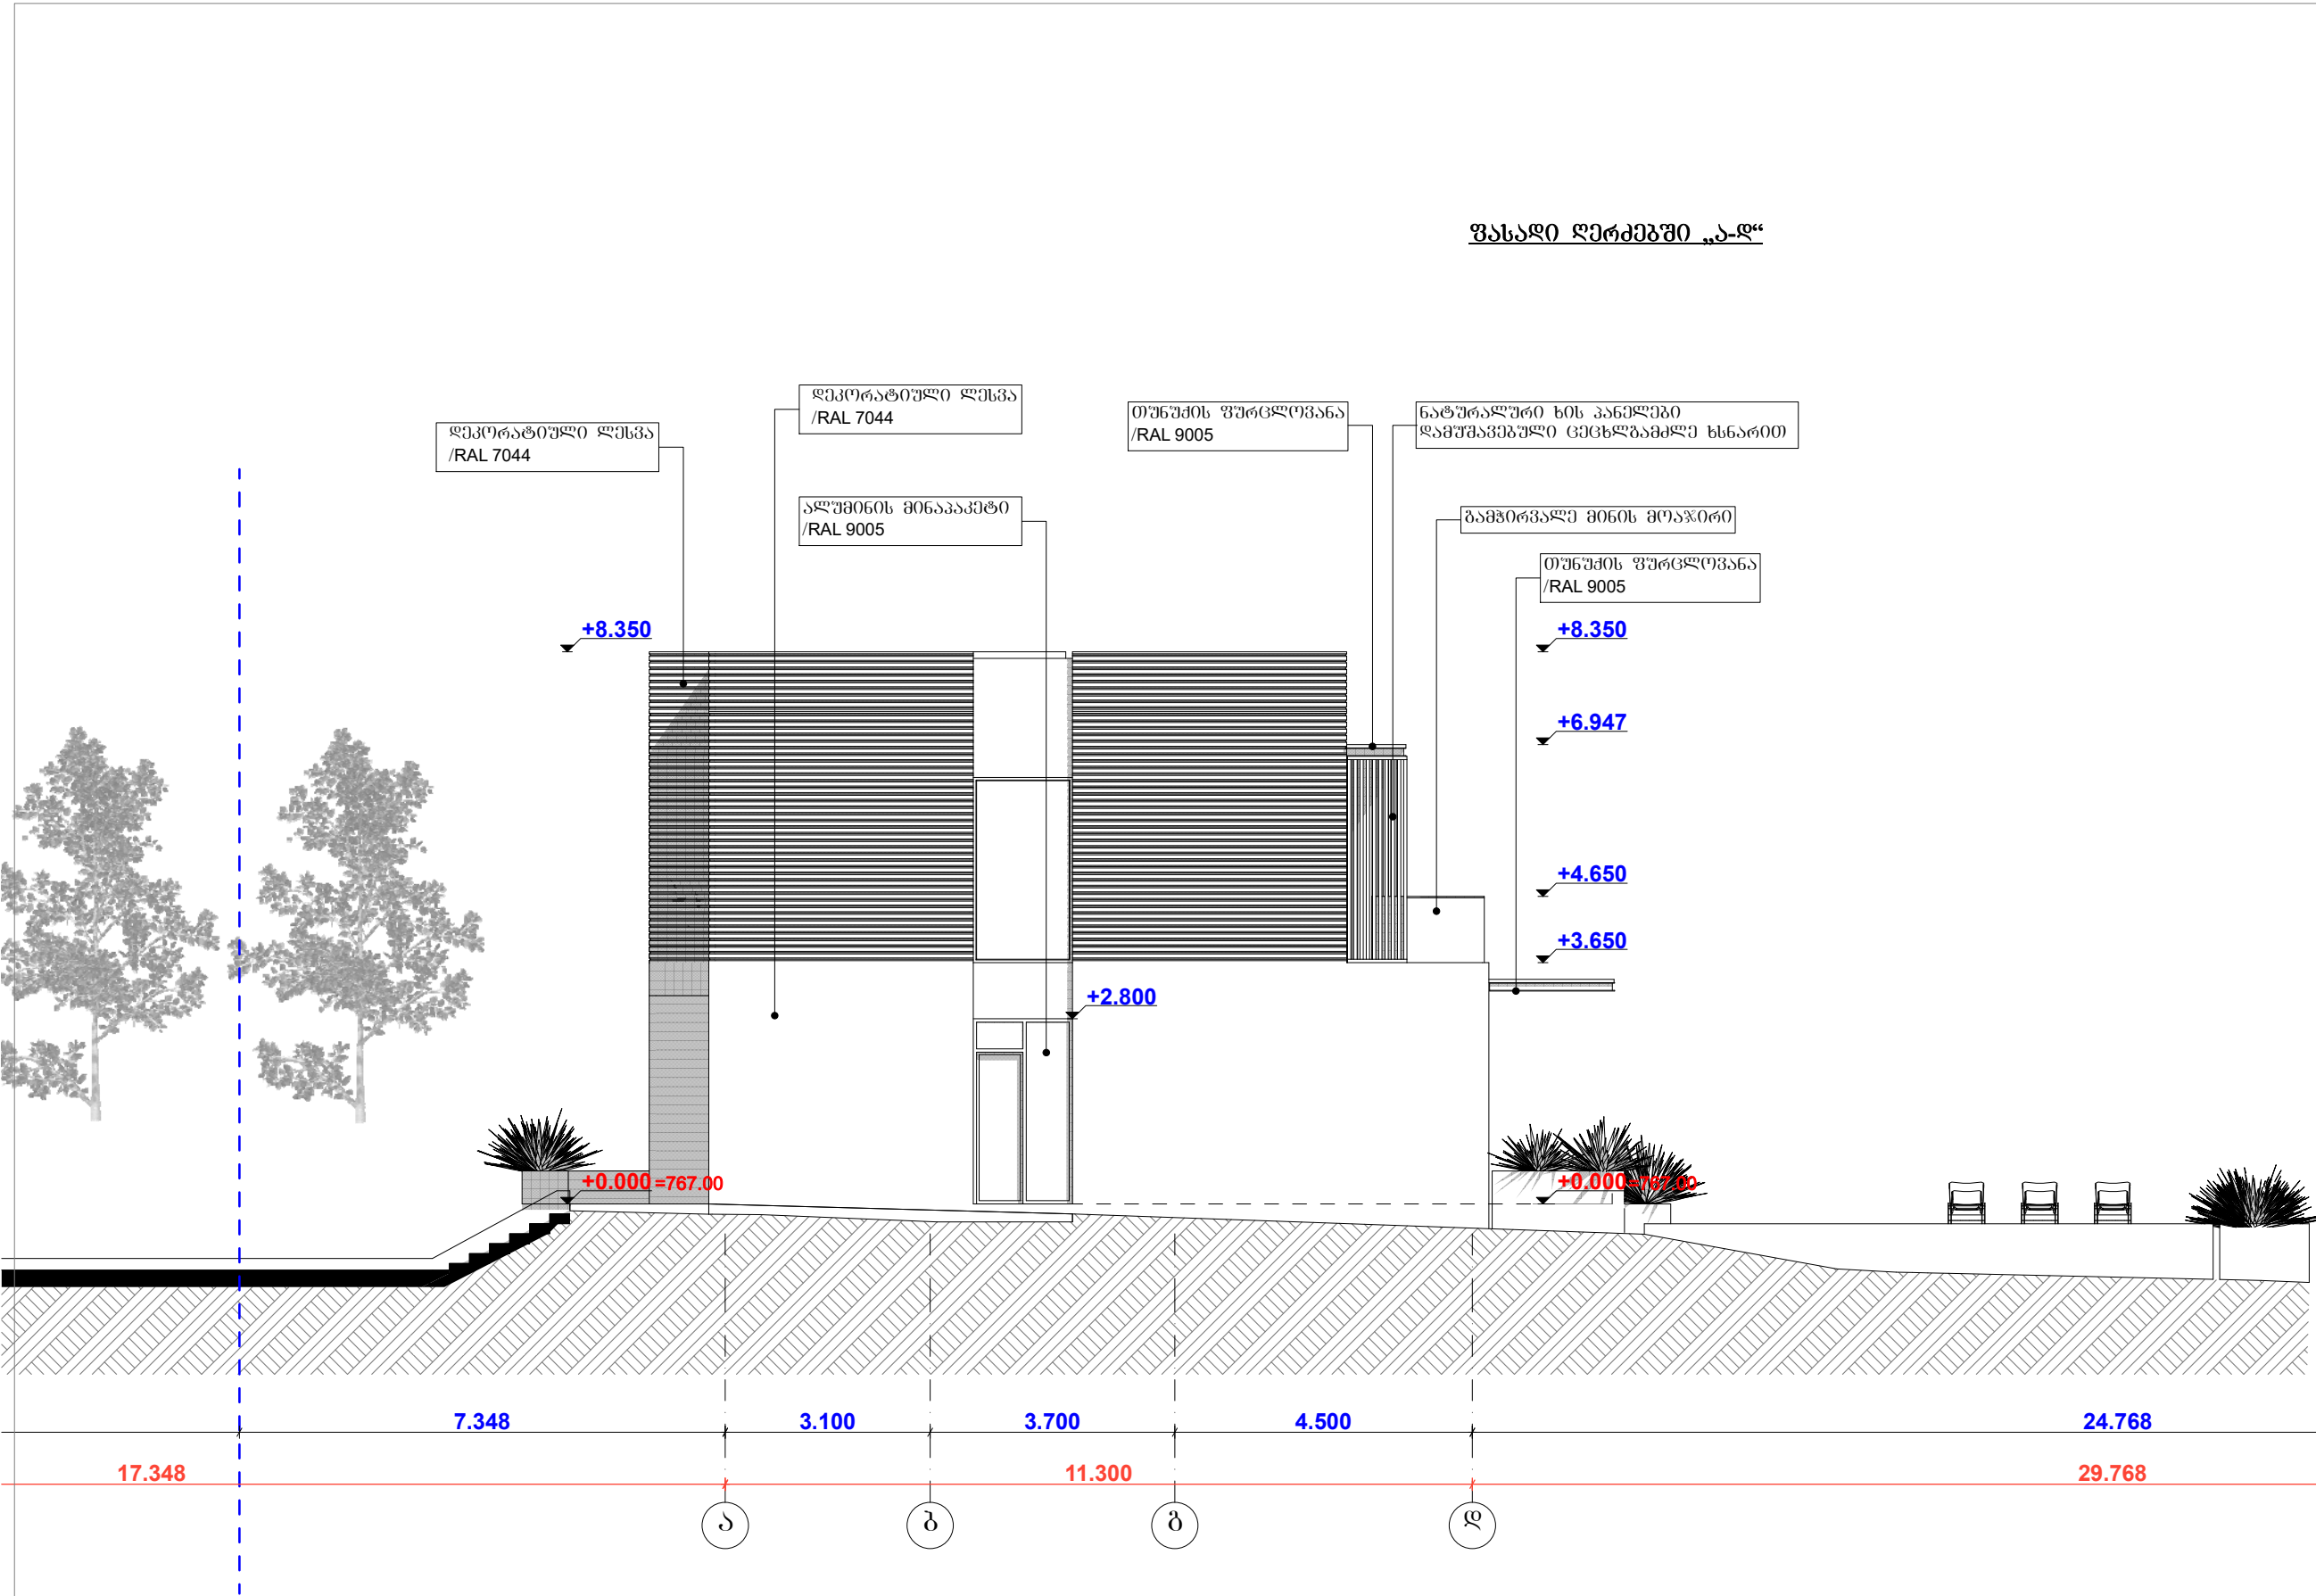 ფასადი ღერძებში „ა-დ“
დეკორატიული ლესვა
/RAL 7044
თუნუქის ფურცლოვანა
/RAL 9005
ნატურალური ხის პანელები
დამუშავებული ცეცხლგამძლე ხსნარით
დეკორატიული ლესვა
/RAL 7044
ალუმინის მინაპაკეტი
/RAL 9005
გამჭირვალე მინის მოაჯირი
თუნუქის ფურცლოვანა
/RAL 9005
+8.350
+8.350
+6.947
+4.650
+3.650
+2.800
+0.000=767.00
+0.000=767.00
7.348 3.100 3.700 4.500 24.768
17.348 11.300 29.768
ა ბ გ დ